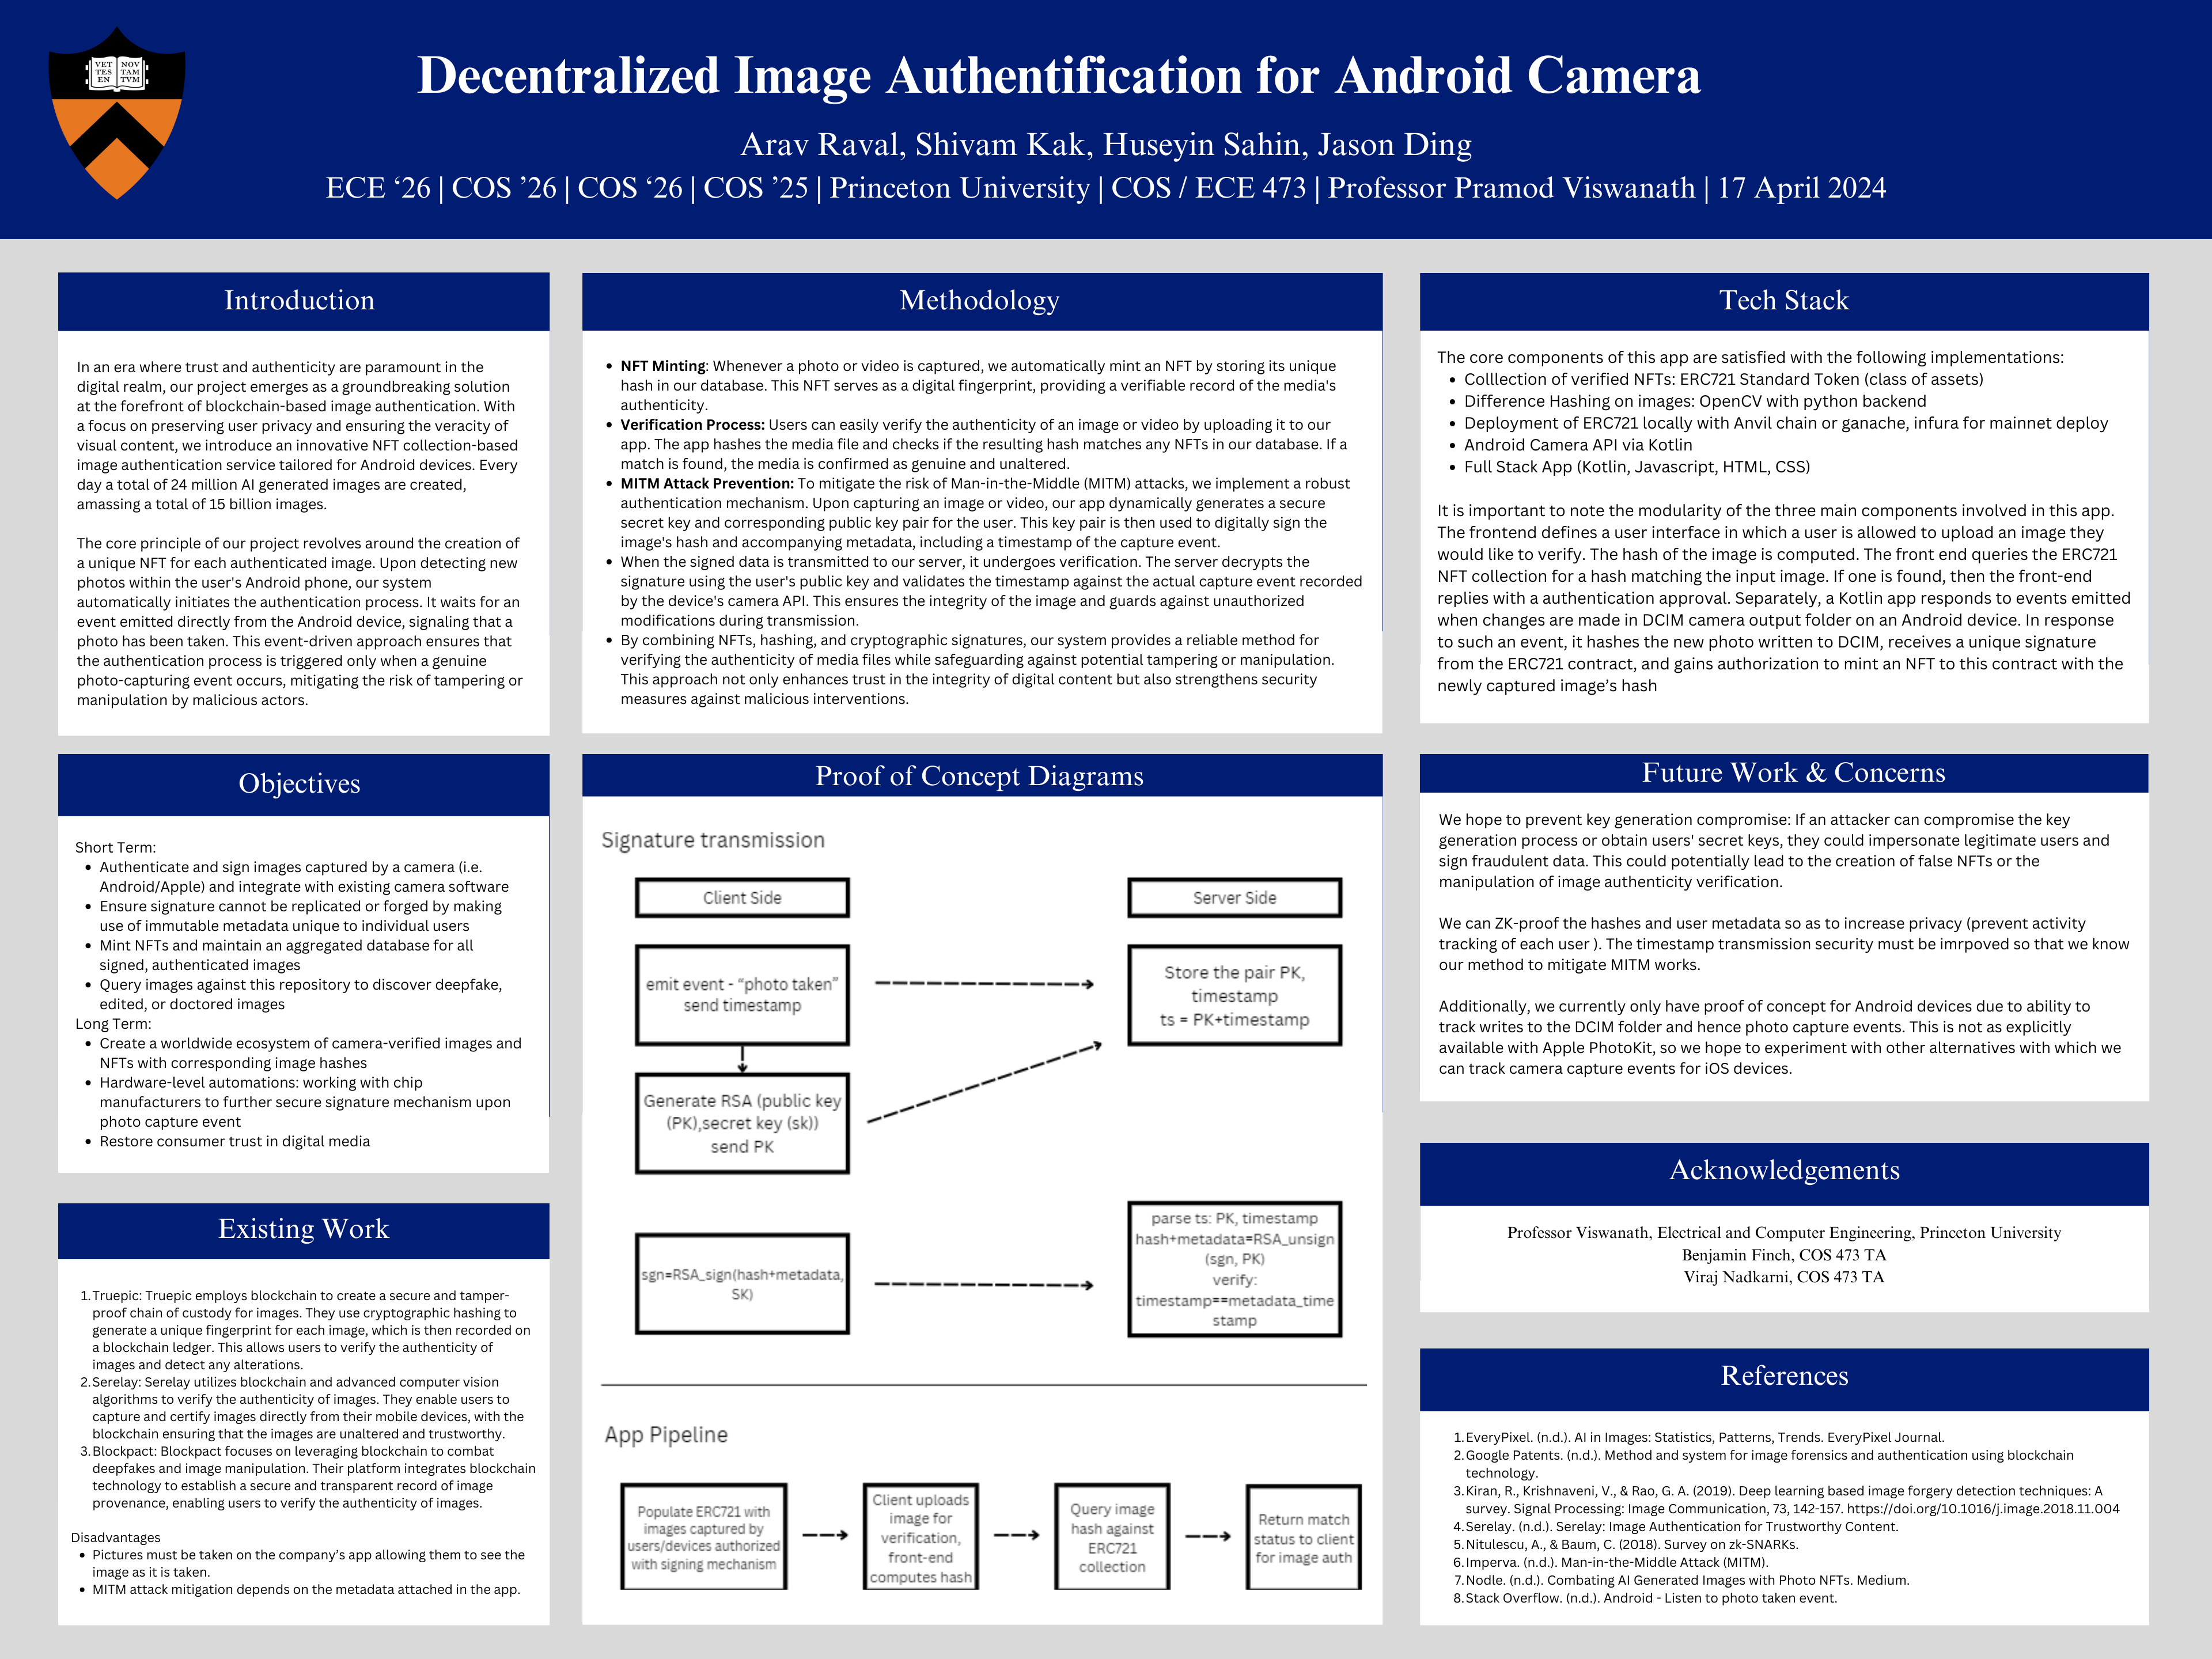 VET NOV
TES TAM
EN TVM
Decentralized Image Authentification for Android Camera
Arav Raval, Shivam Kak, Huseyin Sahin, Jason Ding
ECE ‘26 | COS ’26 | COS ‘26 | COS ’25 | Princeton University | COS / ECE 473 | Professor Pramod Viswanath | 17 April 2024
Introduction
In an era where trust and authenticity are paramount in the
digital realm, our project emerges as a groundbreaking solution
at the forefront of blockchain-based image authentication. With
a focus on preserving user privacy and ensuring the veracity of
visual content, we introduce an innovative NFT collection-based
image authentication service tailored for Android devices. Every
day a total of 24 million AI generated images are created,
amassing a total of 15 billion images.
The core principle of our project revolves around the creation of
a unique NFT for each authenticated image. Upon detecting new
photos within the user's Android phone, our system
automatically initiates the authentication process. It waits for an
event emitted directly from the Android device, signaling that a
photo has been taken. This event-driven approach ensures that
the authentication process is triggered only when a genuine
photo-capturing event occurs, mitigating the risk of tampering or
manipulation by malicious actors.
Objectives
Short Term:
• Authenticate and sign images captured by a camera (i.e.
Android/Apple) and integrate with existing camera software
• Ensure signature cannot be replicated or forged by making
use of immutable metadata unique to individual users
• Mint NFTs and maintain an aggregated database for all
signed, authenticated images
• Query images against this repository to discover deepfake,
edited, or doctored images
Long Term:
• Create a worldwide ecosystem of camera-verified images and
NFTs with corresponding image hashes
• Hardware-level automations: working with chip
manufacturers to further secure signature mechanism upon
photo capture event
• Restore consumer trust in digital media
Existing Work
1. Truepic: Truepic employs blockchain to create a secure and tamper-
proof chain of custody for images. They use cryptographic hashing to
generate a unique fingerprint for each image, which is then recorded on
a blockchain ledger. This allows users to verify the authenticity of
images and detect any alterations.
2. Serelay: Serelay utilizes blockchain and advanced computer vision
algorithms to verify the authenticity of images. They enable users to
capture and certify images directly from their mobile devices, with the
blockchain ensuring that the images are unaltered and trustworthy.
3. Blockpact: Blockpact focuses on leveraging blockchain to combat
deepfakes and image manipulation. Their platform integrates blockchain
technology to establish a secure and transparent record of image
provenance, enabling users to verify the authenticity of images.
Disadvantages
• Pictures must be taken on the company’s app allowing them to see the
image as it is taken.
• MITM attack mitigation depends on the metadata attached in the app.
Methodology
• NFT Minting: Whenever a photo or video is captured, we automatically mint an NFT by storing its unique
hash in our database. This NFT serves as a digital fingerprint, providing a verifiable record of the media's
authenticity.
• Verification Process: Users can easily verify the authenticity of an image or video by uploading it to our
app. The app hashes the media file and checks if the resulting hash matches any NFTs in our database. If a
match is found, the media is confirmed as genuine and unaltered.
• MITM Attack Prevention: To mitigate the risk of Man-in-the-Middle (MITM) attacks, we implement a robust
authentication mechanism. Upon capturing an image or video, our app dynamically generates a secure
secret key and corresponding public key pair for the user. This key pair is then used to digitally sign the
image's hash and accompanying metadata, including a timestamp of the capture event.
• When the signed data is transmitted to our server, it undergoes verification. The server decrypts the
signature using the user's public key and validates the timestamp against the actual capture event recorded
by the device's camera API. This ensures the integrity of the image and guards against unauthorized
modifications during transmission.
• By combining NFTs, hashing, and cryptographic signatures, our system provides a reliable method for
verifying the authenticity of media files while safeguarding against potential tampering or manipulation.
This approach not only enhances trust in the integrity of digital content but also strengthens security
measures against malicious interventions.
Proof of Concept Diagrams
Signature transmission
Client Side
Server Side
emit event - “photo taken”
send timestamp
Store the pair PK,
timestamp
ts = PK+timestamp
Generate RSA (public key
(PK),secret key (sk))
send PK
sgn=RSA_sign(hash+metadata,
SK)
parse ts: PK, timestamp
hash+metadata=RSA_unsign
(sgn, PK)
verify:
timestamp==metadata_time
stamp
App Pipeline
Populate ERC721 with
images captured by
users/devices authorized
with signing mechanism
Client uploads
image for
verification,
front-end
computes hash
Query image
hash against
ERC721
collection
Return match
status to client
for image auth
Tech Stack
The core components of this app are satisfied with the following implementations:
• Colllection of verified NFTs: ERC721 Standard Token (class of assets)
• Difference Hashing on images: OpenCV with python backend
• Deployment of ERC721 locally with Anvil chain or ganache, infura for mainnet deploy
• Android Camera API via Kotlin
• Full Stack App (Kotlin, Javascript, HTML, CSS)
It is important to note the modularity of the three main components involved in this app.
The frontend defines a user interface in which a user is allowed to upload an image they
would like to verify. The hash of the image is computed. The front end queries the ERC721
NFT collection for a hash matching the input image. If one is found, then the front-end
replies with a authentication approval. Separately, a Kotlin app responds to events emitted
when changes are made in DCIM camera output folder on an Android device. In response
to such an event, it hashes the new photo written to DCIM, receives a unique signature
from the ERC721 contract, and gains authorization to mint an NFT to this contract with the
newly captured image’s hash
Future Work & Concerns
We hope to prevent key generation compromise: If an attacker can compromise the key
generation process or obtain users' secret keys, they could impersonate legitimate users and
sign fraudulent data. This could potentially lead to the creation of false NFTs or the
manipulation of image authenticity verification.
We can ZK-proof the hashes and user metadata so as to increase privacy (prevent activity
tracking of each user ). The timestamp transmission security must be imrpoved so that we know
our method to mitigate MITM works.
Additionally, we currently only have proof of concept for Android devices due to ability to
track writes to the DCIM folder and hence photo capture events. This is not as explicitly
available with Apple PhotoKit, so we hope to experiment with other alternatives with which we
can track camera capture events for iOS devices.
Acknowledgements
Professor Viswanath, Electrical and Computer Engineering, Princeton University
Benjamin Finch, COS 473 TA
Viraj Nadkarni, COS 473 TA
References
1. EveryPixel. (n.d.). AI in Images: Statistics, Patterns, Trends. EveryPixel Journal.
2. Google Patents. (n.d.). Method and system for image forensics and authentication using blockchain
technology.
3. Kiran, R., Krishnaveni, V., & Rao, G. A. (2019). Deep learning based image forgery detection techniques: A
survey. Signal Processing: Image Communication, 73, 142-157. https://doi.org/10.1016/j.image.2018.11.004
4. Serelay. (n.d.). Serelay: Image Authentication for Trustworthy Content.
5. Nitulescu, A., & Baum, C. (2018). Survey on zk-SNARKs.
6. Imperva. (n.d.). Man-in-the-Middle Attack (MITM).
7. Nodle. (n.d.). Combating AI Generated Images with Photo NFTs. Medium.
8. Stack Overflow. (n.d.). Android - Listen to photo taken event.